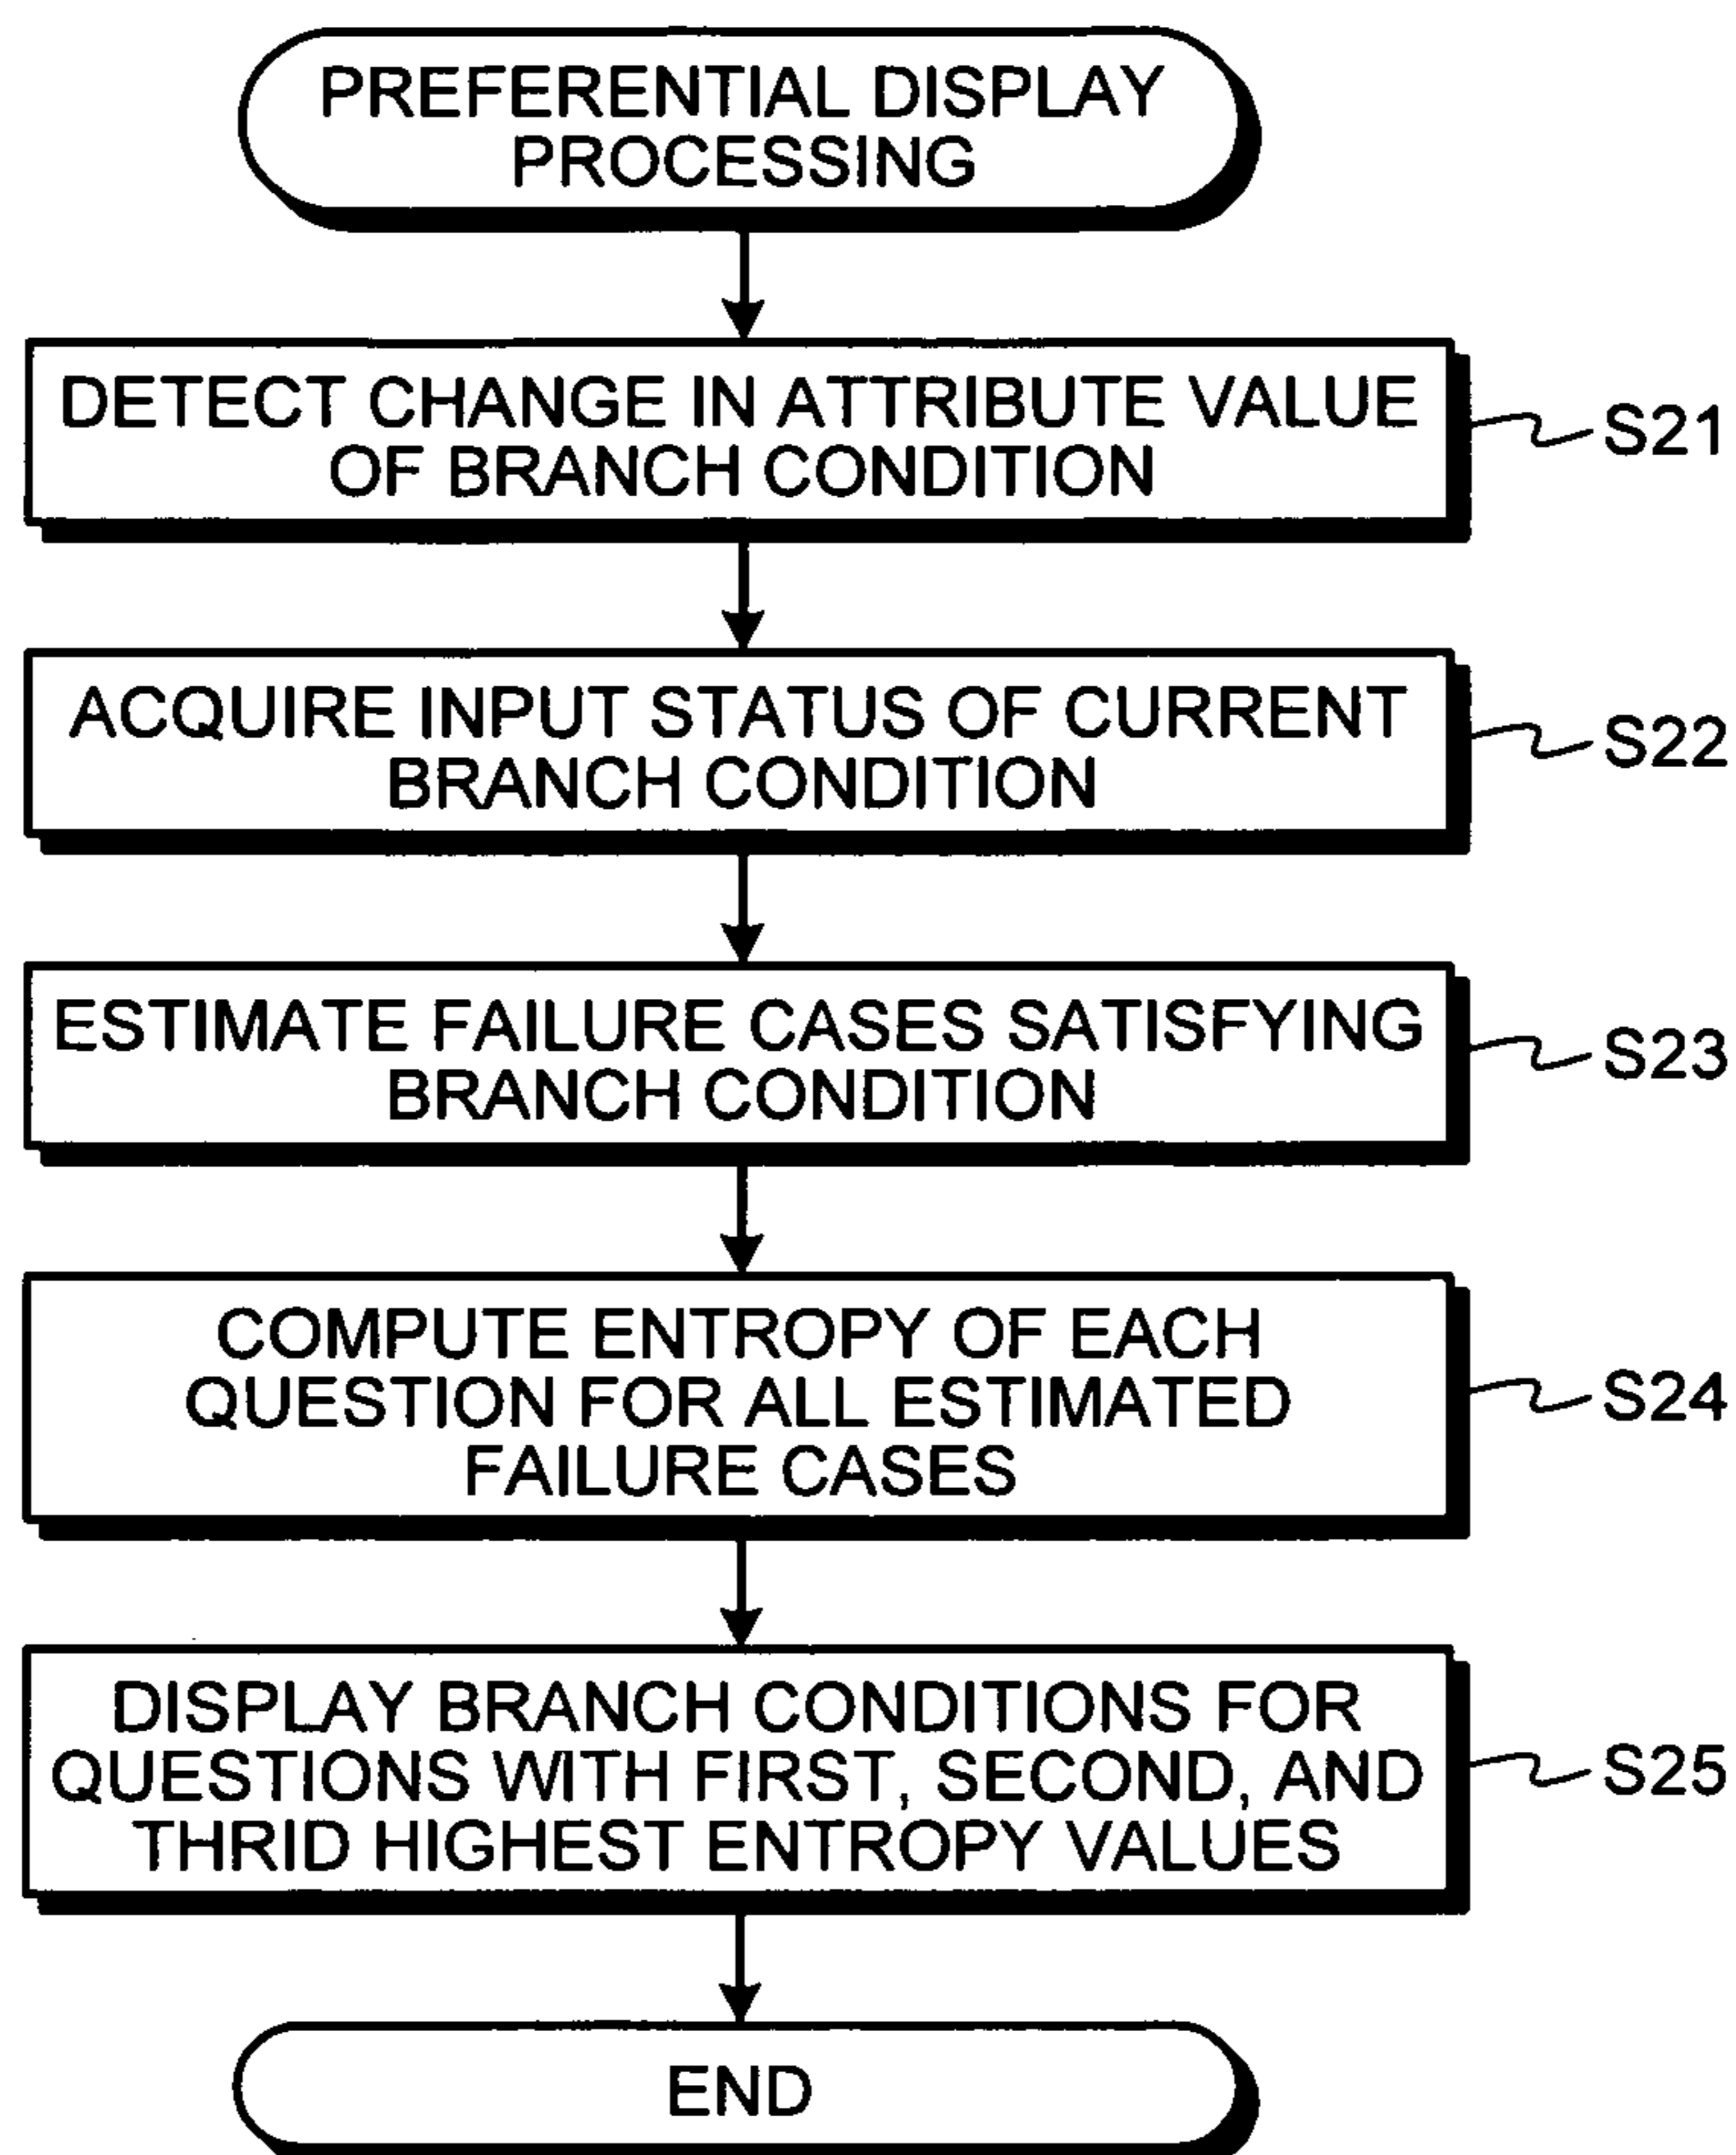 PREFERENTIAL DISPLAY
PROCESSING
DETECT CHANGE IN ATTRIBUTE VALUE
OF BRANCH CONDITION
S21
ACQUIRE INPUT STATUS OF CURRENT
BRANCH CONDITION
S22
ESTIMATE FAILURE CASES SATISFYING
BRANCH CONDITION
S23
COMPUTE ENTROPY OF EACH
QUESTION FOR ALL ESTIMATED
FAILURE CASES
S24
DISPLAY BRANCH CONDITIONS FOR
QUESTIONS WITH FIRST, SECOND, AND
THRID HIGHEST ENTROPY VALUES
S25
END